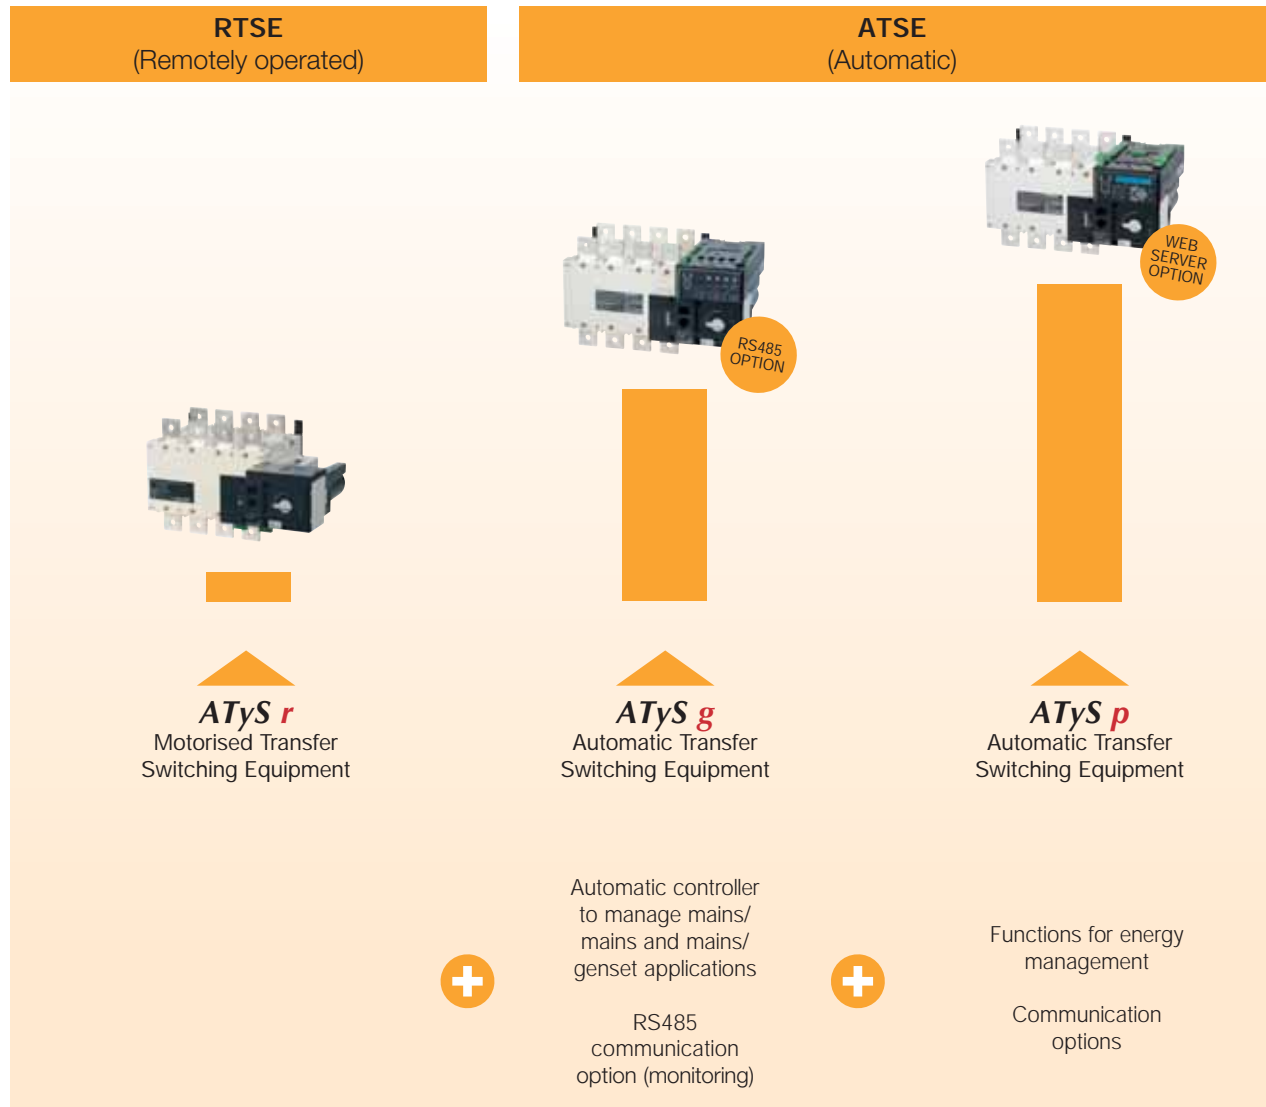 RTSE
(Remotely operated)
ATSE
(Automatic)
WEB
SERVER
OPTION
RS485
OPTION
ATyS r
Motorised Transfer
Switching Equipment
ATyS g
Automatic Transfer
Switching Equipment
ATyS p
Automatic Transfer
Switching Equipment
Automatic controller
to manage mains/
mains and mains/
genset applications
RS485
communication
option (monitoring)
Functions for energy
management
Communication
options